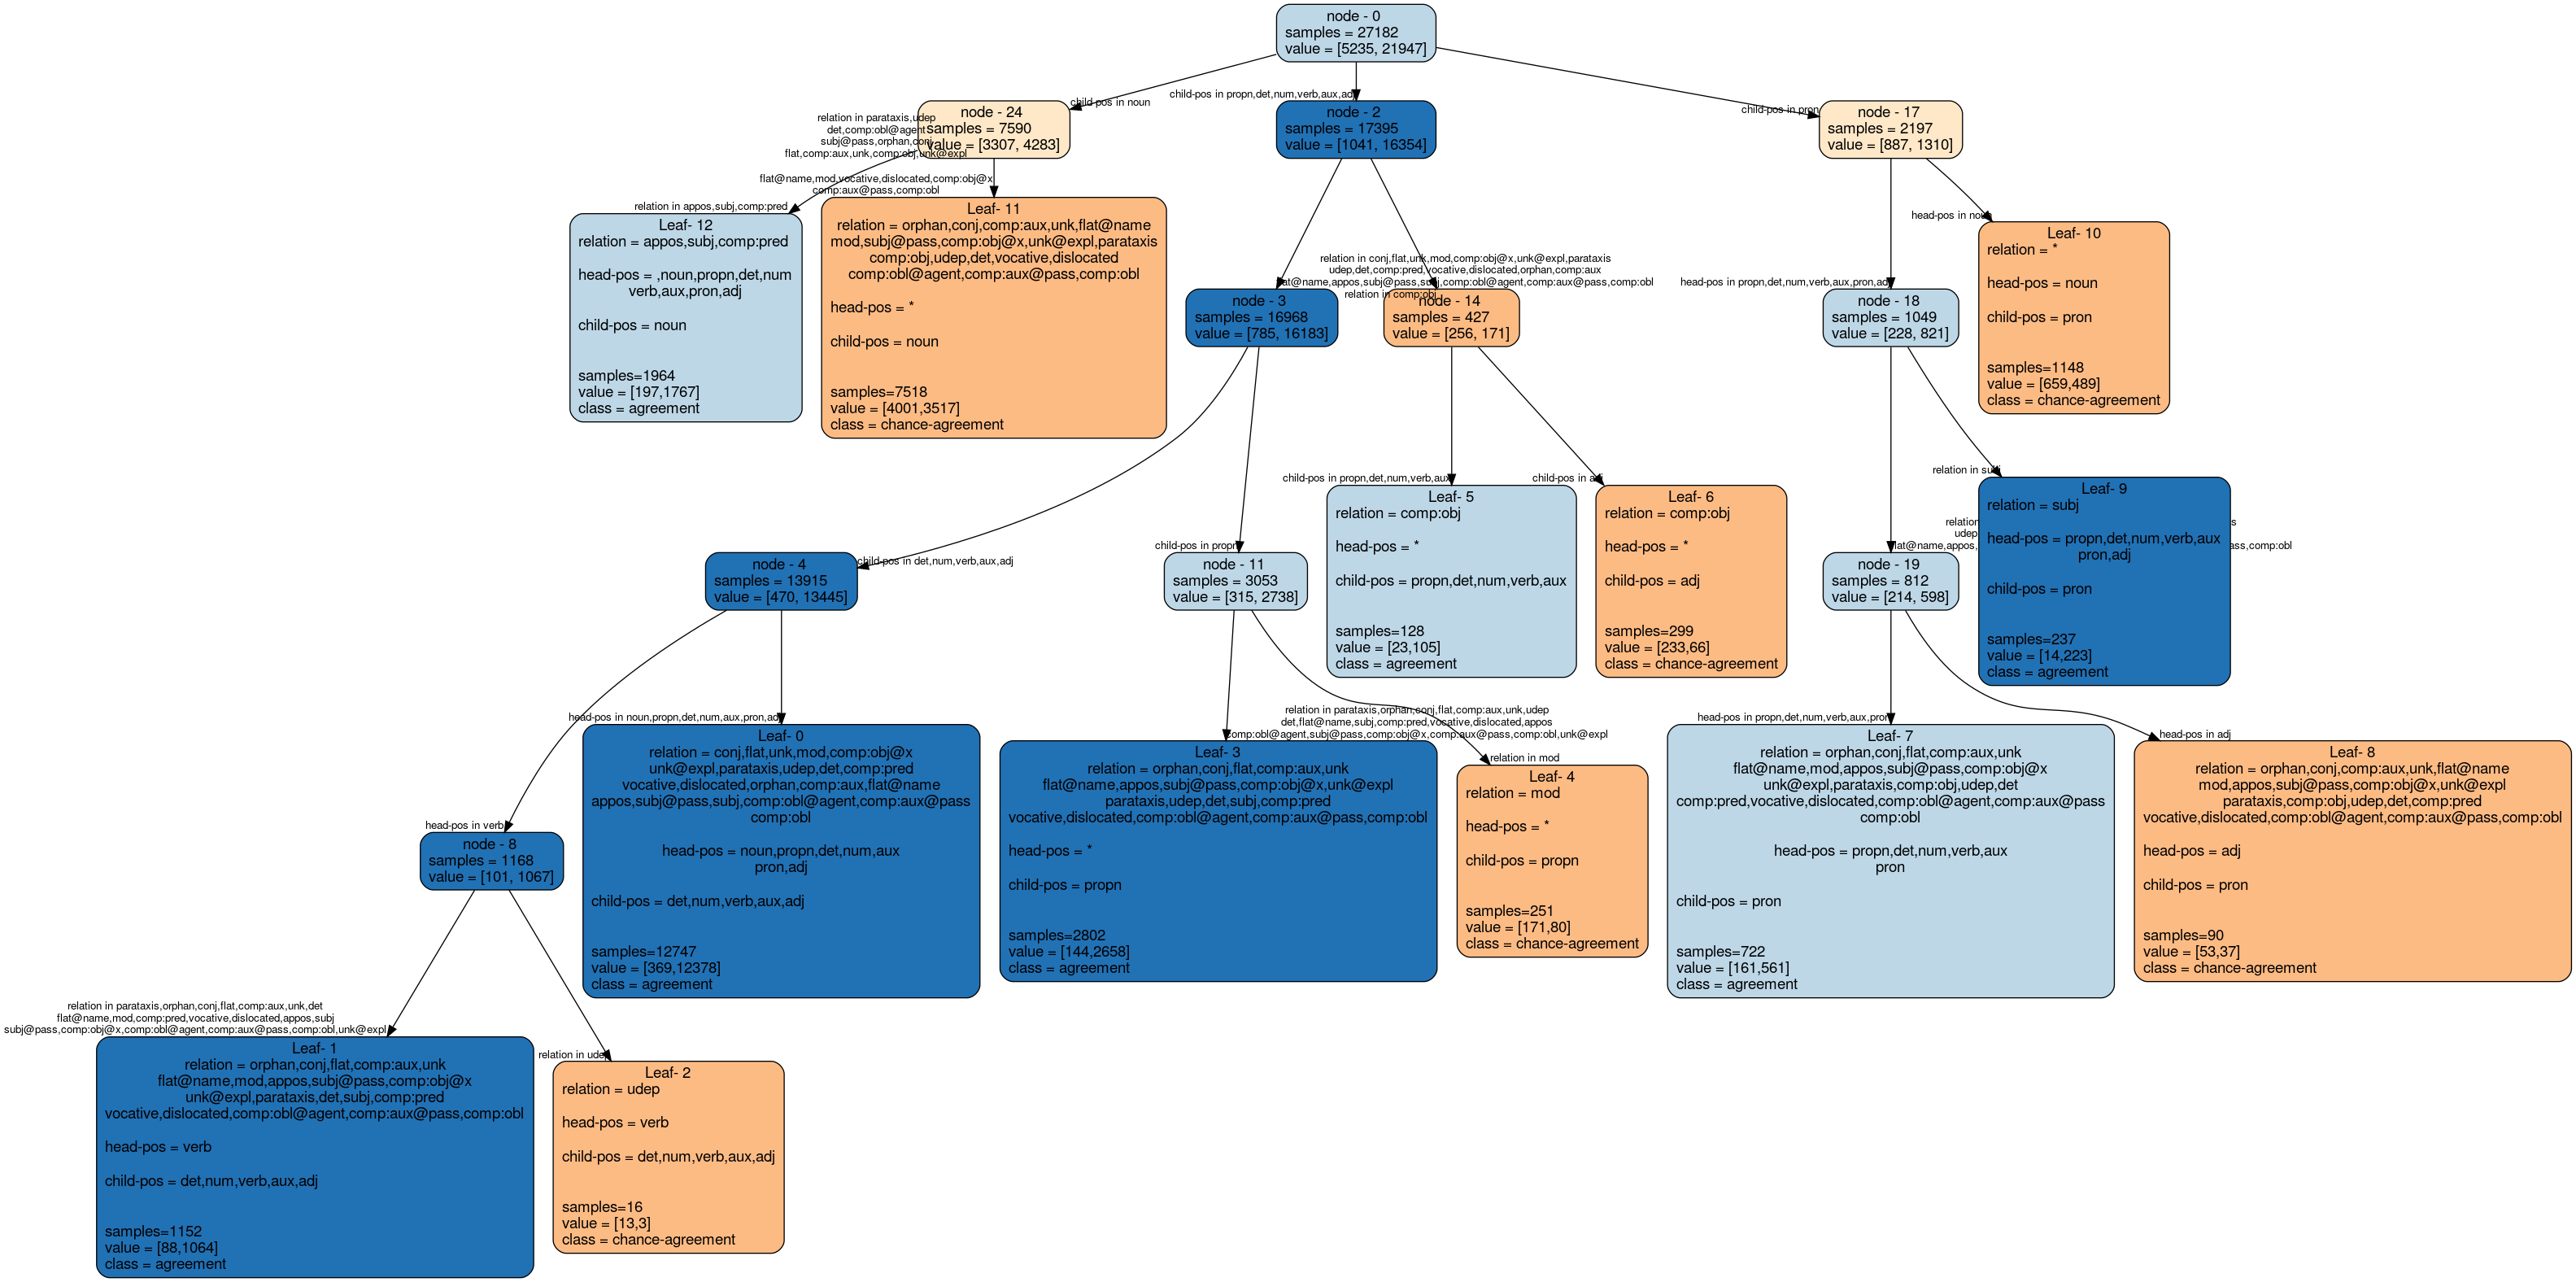 node - 0
samples = 27182
value = [5235, 21947]
child-pos in noun
child-pos in propn,det,num,verb,aux,adj
child-pos in pron
node - 24
samples = 7590
value = [3307, 4283]
node - 2
samples = 17395
value = [1041, 16354]
node - 17
samples = 2197
value = [887, 1310]
relation in parataxis,udep
det,comp:obl@agent
subj@pass,orphan,conj
flat,comp:aux,unk,comp:obj,unk@expl
flat@name,mod,vocative,dislocated,comp:obj@x
comp:aux@pass,comp:obl
relation in appos,subj,comp:pred
Leaf- 12
relation = appos,subj,comp:pred
head-pos = ,noun,propn,det,num
verb,aux,pron,adj
child-pos = noun
samples=1964
value = [197,1767]
class = agreement
Leaf- 11
relation = orphan,conj,comp:aux,unk,flat@name
mod,subj@pass,comp:obj@x,unk@expl,parataxis
comp:obj,udep,det,vocative,dislocated
comp:obl@agent,comp:aux@pass,comp:obl
head-pos = *
child-pos = noun
samples=7518
value = [4001,3517]
class = chance-agreement
relation in conj,flat,unk,mod,comp:obj@x,unk@expl,parataxis
udep,det,comp:pred,vocative,dislocated,orphan,comp:aux
flat@name,appos,subj@pass,subj,comp:obl@agent,comp:aux@pass,comp:obl
relation in comp:obj
node - 3
samples = 16968
value = [785, 16183]
node - 14
samples = 427
value = [256, 171]
head-pos in propn,det,num,verb,aux,pron,adj
head-pos in noun
node - 18
samples = 1049
value = [228, 821]
Leaf- 10
relation = *
head-pos = noun
child-pos = pron
samples=1148
value = [659,489]
class = chance-agreement
child-pos in det,num,verb,aux,adj
child-pos in propn
node - 4
samples = 13915
value = [470, 13445]
node - 11
samples = 3053
value = [315, 2738]
child-pos in propn,det,num,verb,aux
child-pos in adj
Leaf- 5
relation = comp:obj
head-pos = *
child-pos = propn,det,num,verb,aux
samples=128
value = [23,105]
class = agreement
Leaf- 6
relation = comp:obj
head-pos = *
child-pos = adj
samples=299
value = [233,66]
class = chance-agreement
relation in subj
relation
udep
flat@name,appos,
ass,comp:obl
node - 19
samples = 812
value = [214, 598]
Leaf- 9
relation = subj
head-pos = propn,det,num,verb,aux
pron,adj
child-pos = pron
samples=237
value = [14,223]
class = agreement
head-pos in verb
head-pos in noun,propn,det,num,aux,pron,adj
node - 8
samples = 1168
value = [101, 1067]
Leaf- 0
relation = conj,flat,unk,mod,comp:obj@x
unk@expl,parataxis,udep,det,comp:pred
vocative,dislocated,orphan,comp:aux,flat@name
appos,subj@pass,subj,comp:obl@agent,comp:aux@pass
comp:obl
head-pos = noun,propn,det,num,aux
pron,adj
child-pos = det,num,verb,aux,adj
samples=12747
value = [369,12378]
class = agreement
relation in parataxis,orphan,conj,flat,comp:aux,unk,udep
det,flat@name,subj,comp:pred,vocative,dislocated,appos
comp:obl@agent,subj@pass,comp:obj@x,comp:aux@pass,comp:obl,unk@expl
relation in mod
Leaf- 3
relation = orphan,conj,flat,comp:aux,unk
flat@name,appos,subj@pass,comp:obj@x,unk@expl
parataxis,udep,det,subj,comp:pred
vocative,dislocated,comp:obl@agent,comp:aux@pass,comp:obl
head-pos = *
child-pos = propn
samples=2802
value = [144,2658]
class = agreement
Leaf- 4
relation = mod
head-pos = *
child-pos = propn
samples=251
value = [171,80]
class = chance-agreement
head-pos in propn,det,num,verb,aux,pron
head-pos in adj
Leaf- 7
relation = orphan,conj,flat,comp:aux,unk
flat@name,mod,appos,subj@pass,comp:obj@x
unk@expl,parataxis,comp:obj,udep,det
comp:pred,vocative,dislocated,comp:obl@agent,comp:aux@pass
comp:obl
head-pos = propn,det,num,verb,aux
pron
child-pos = pron
samples=722
value = [161,561]
class = agreement
Leaf- 8
relation = orphan,conj,comp:aux,unk,flat@name
mod,appos,subj@pass,comp:obj@x,unk@expl
parataxis,comp:obj,udep,det,comp:pred
vocative,dislocated,comp:obl@agent,comp:aux@pass,comp:obl
head-pos = adj
child-pos = pron
samples=90
value = [53,37]
class = chance-agreement
relation in parataxis,orphan,conj,flat,comp:aux,unk,det
flat@name,mod,comp:pred,vocative,dislocated,appos,subj
subj@pass,comp:obj@x,comp:obl@agent,comp:aux@pass,comp:obl,unk@expl
relation in udep
Leaf- 1
relation = orphan,conj,flat,comp:aux,unk
flat@name,mod,appos,subj@pass,comp:obj@x
unk@expl,parataxis,det,subj,comp:pred
vocative,dislocated,comp:obl@agent,comp:aux@pass,comp:obl
head-pos = verb
child-pos = det,num,verb,aux,adj
samples=1152
value = [88,1064]
class = agreement
Leaf- 2
relation = udep
head-pos = verb
child-pos = det,num,verb,aux,adj
samples=16
value = [13,3]
class = chance-agreement